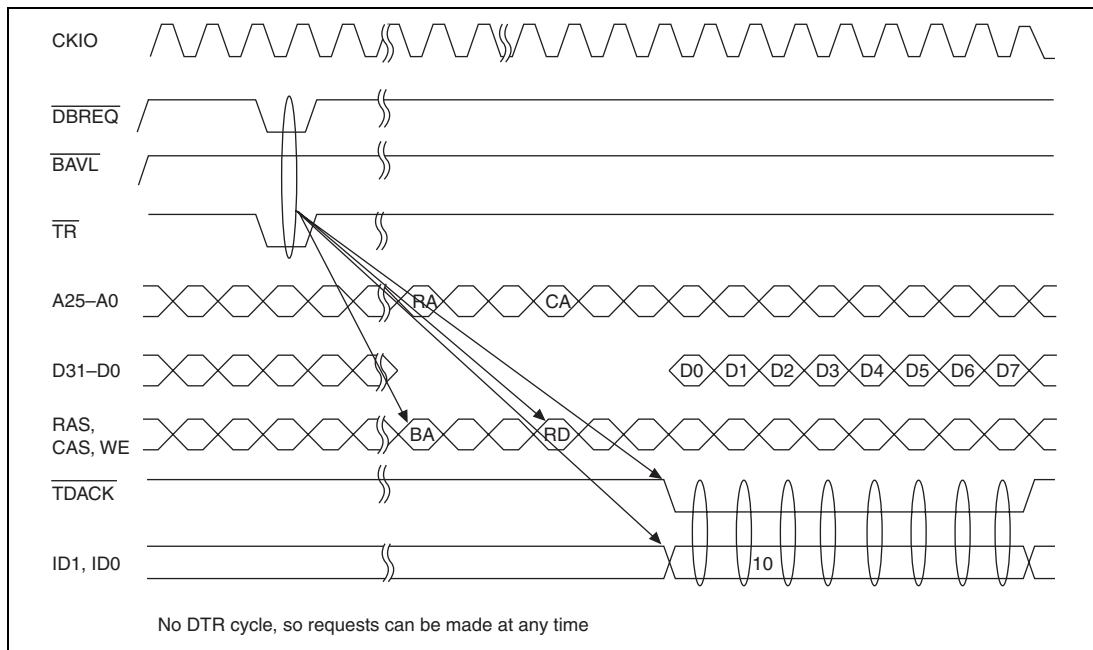 CKIO
DBREQ
BAVL
TR
A25–A0 RA CA
D31–D0 D0 D1 D2 D3 D4 D5 D6 D7
RAS,
CAS, WE BA RD
TDACK
ID1, ID0 10
No DTR cycle, so requests can be made at any time